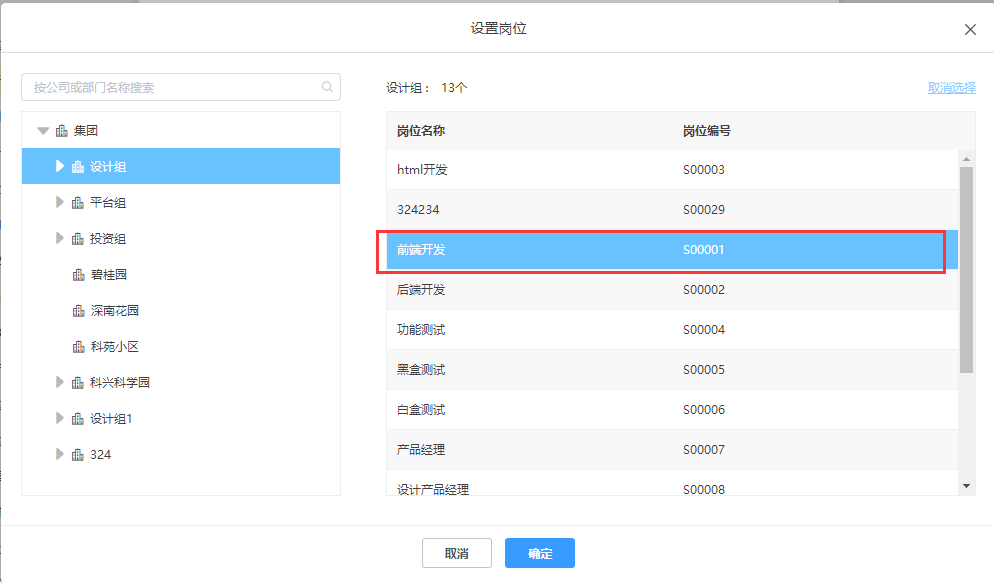 设置岗位
按公司或部门名称搜索
集团
设计组
平台组
投资组
碧桂园
深南花园
科苑小区
科兴科学园
设计组1
324
设计组： 13个
取消选择
岗位名称 岗位编号
html开发 S00003
324234 S00029
前端开发 S00001
后端开发 S00002
功能测试 S00004
黑盒测试 S00005
白盒测试 S00006
产品经理 S00007
设计产品经理 S00008
取消 确定